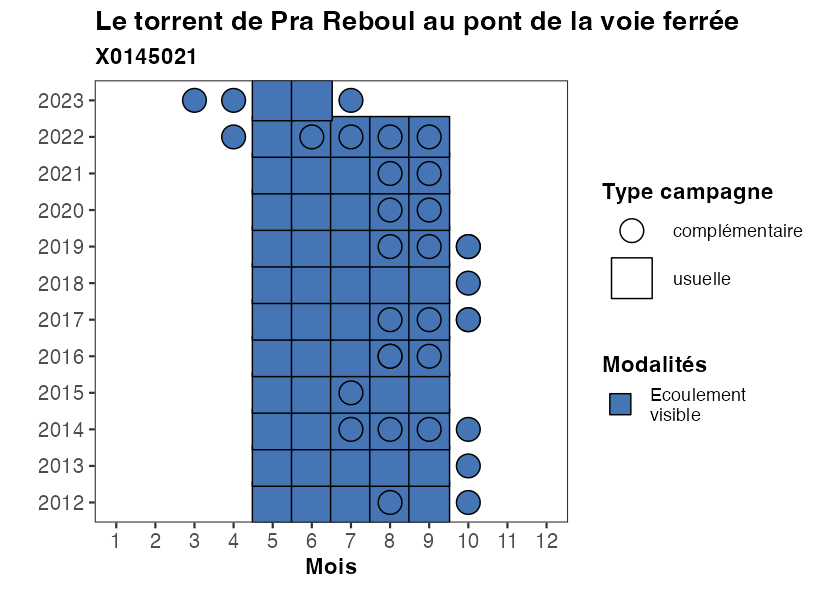 Le torrent de Pra Reboul au pont de la voie ferrée
X0145021
2023
2022
2021
2020
2019
2018
2017
2016
2015
2014
2013
2012
1 2 3 4 5 6 7 8 9 10 11 12
Mois
Type campagne
complémentaire
usuelle
Modalités
Ecoulement
visible